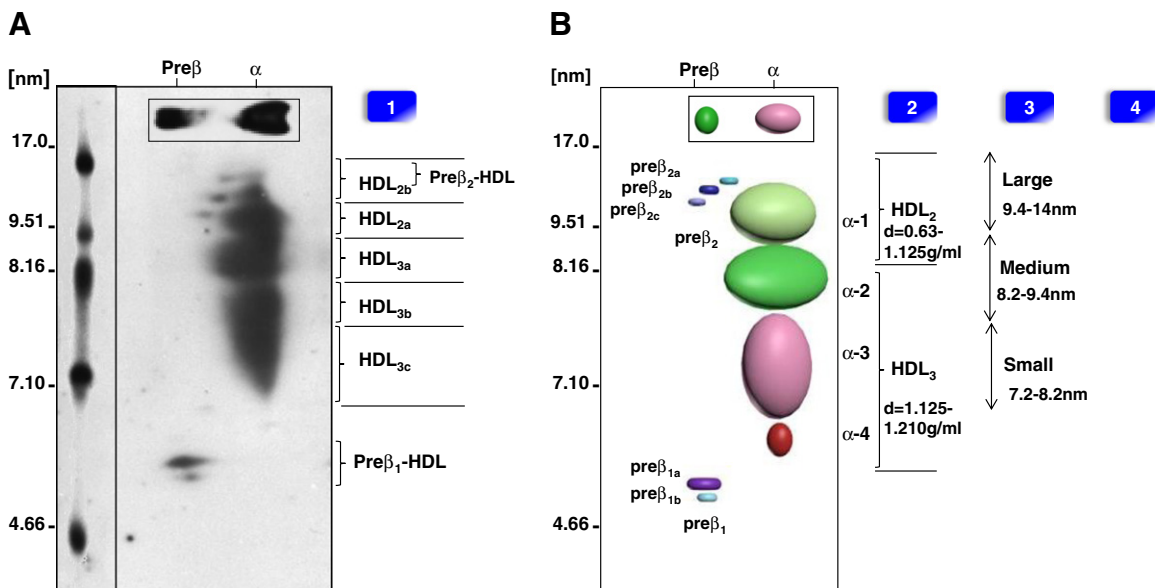 A
[nm]
Preβ
α
1
17.0
9.51
8.16
7.10
4.66
HDL2b
Preβ2-HDL
HDL2a
HDL3a
HDL3b
HDL3c
Preβ1-HDL
B
[nm]
Preβ
α
2
3
4
17.0
9.51
8.16
7.10
4.66
preβ2a
preβ2b
preβ2c
preβ2
α-1
α-2
α-3
α-4
preβ1a
preβ1b
preβ1
HDL2
d=0.63-
1.125g/ml
HDL3
d=1.125-
1.210g/ml
Large
9.4-14nm
Medium
8.2-9.4nm
Small
7.2-8.2nm